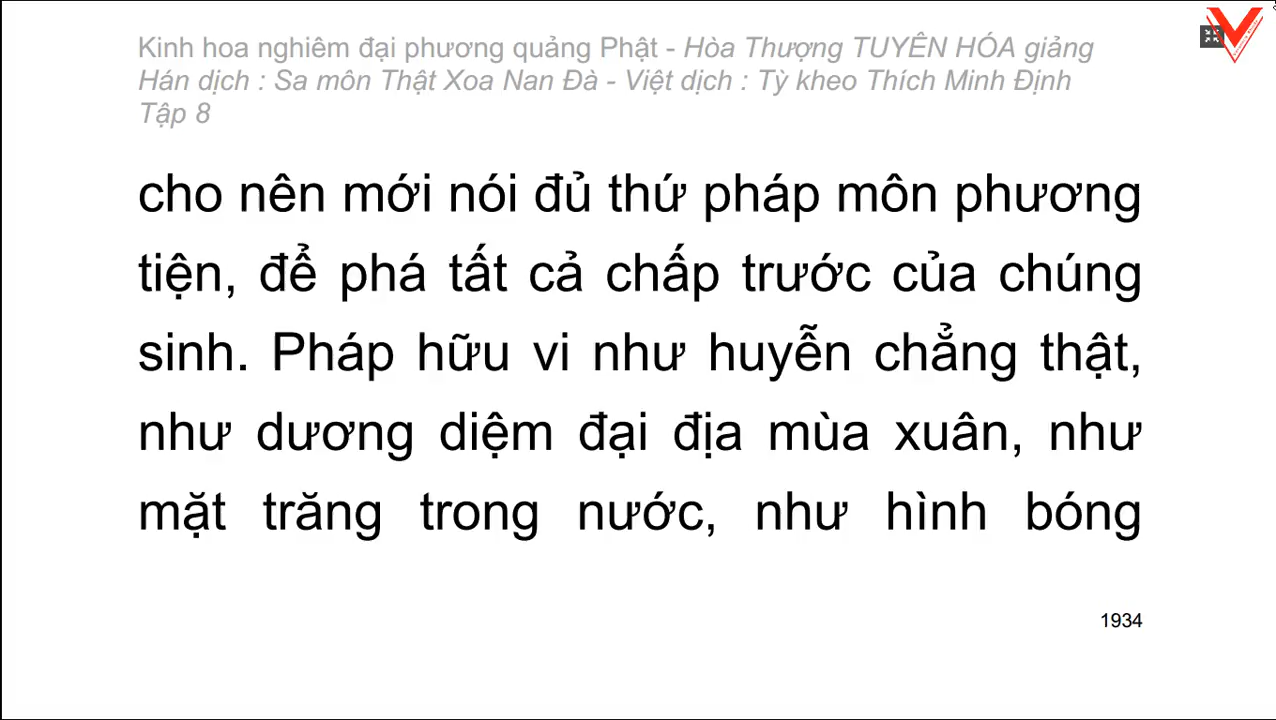 Kinh hoa nghiêm đại phương quảng Phật - Hòa Thượng TUYÊN HÓA giảng
Hán dịch : Sa môn Thật Xoa Nan Đà - Việt dịch : Tỳ kheo Thích Minh Định
Tập 8
cho nên mới nói đủ thứ pháp môn phương
tiện, để phá tất cả chấp trước của chúng
sinh. Pháp hữu vi như huyễn chẳng thật,
như dương diệm đại địa mùa xuân, như
mặt trăng trong nước, như hình bóng
1934